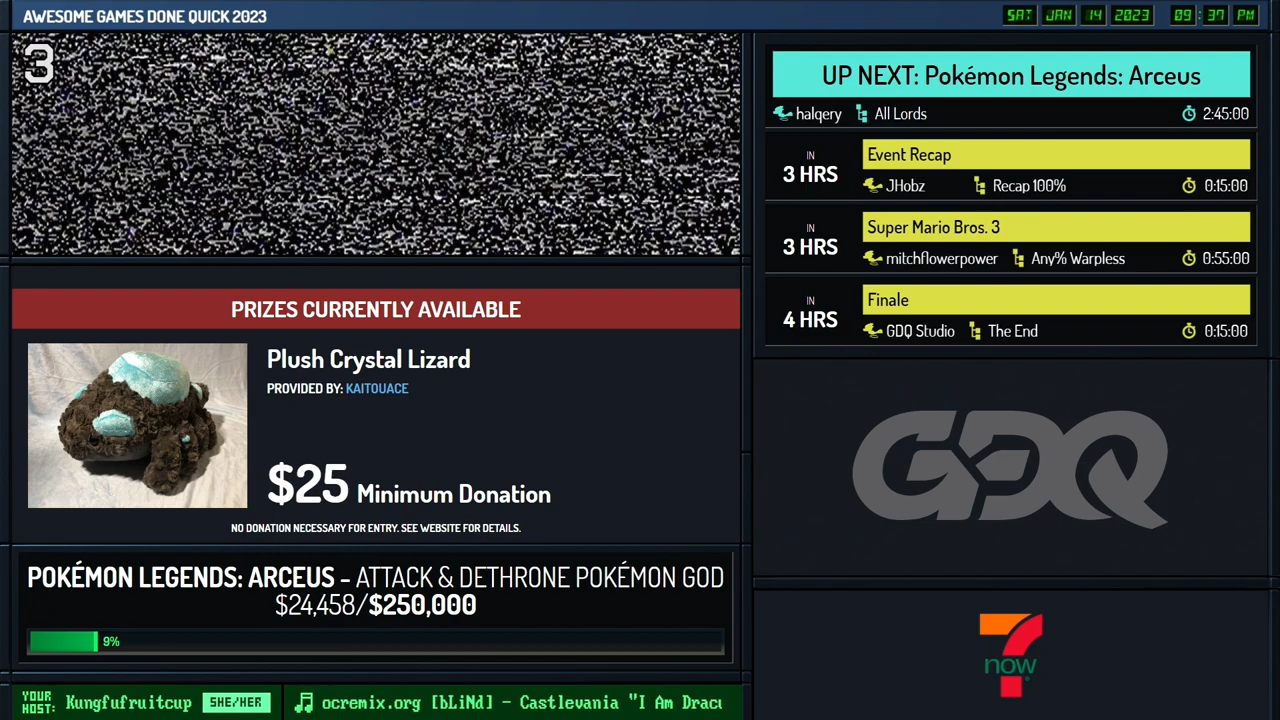 AWESOME GAMES DONE QUICK 2023
SAT JAN 14 2023 09:37 PM
3
UP NEXT: Pokémon Legends: Arceus
halqery All Lords 2:45:00
IN
3 HRS
Event Recap
JHobz Recap 100% 0:15:00
IN
3 HRS
Super Mario Bros. 3
mitchflowerpower Any% Warpless 0:55:00
IN
4 HRS
Finale
GDQ Studio The End 0:15:00
PRIZES CURRENTLY AVAILABLE
Plush Crystal Lizard
PROVIDED BY: KAITOUACE
$25 Minimum Donation
NO DONATION NECESSARY FOR ENTRY. SEE WEBSITE FOR DETAILS.
GDQ
POKÉMON LEGENDS: ARCEUS - ATTACK & DETHRONE POKÉMON GOD
$24,458/$250,000
9%
7
now
YOUR
HOST:
Kungfufruitcup SHE/HER
ocremix.org [bLiNd] - Castlevania "I Am Dracu